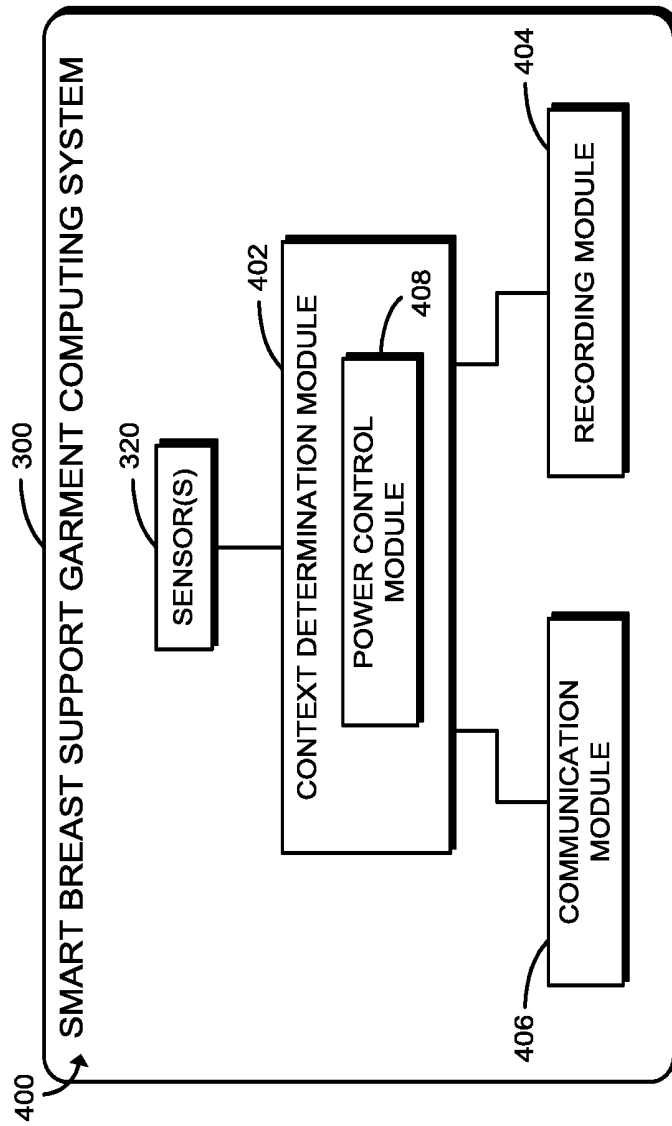 400
300
SMART BREAST SUPPORT GARMENT COMPUTING SYSTEM
320
SENSOR(S)
402
CONTEXT DETERMINATION MODULE
408
POWER CONTROL
MODULE
406
COMMUNICATION
MODULE
404
RECORDING MODULE